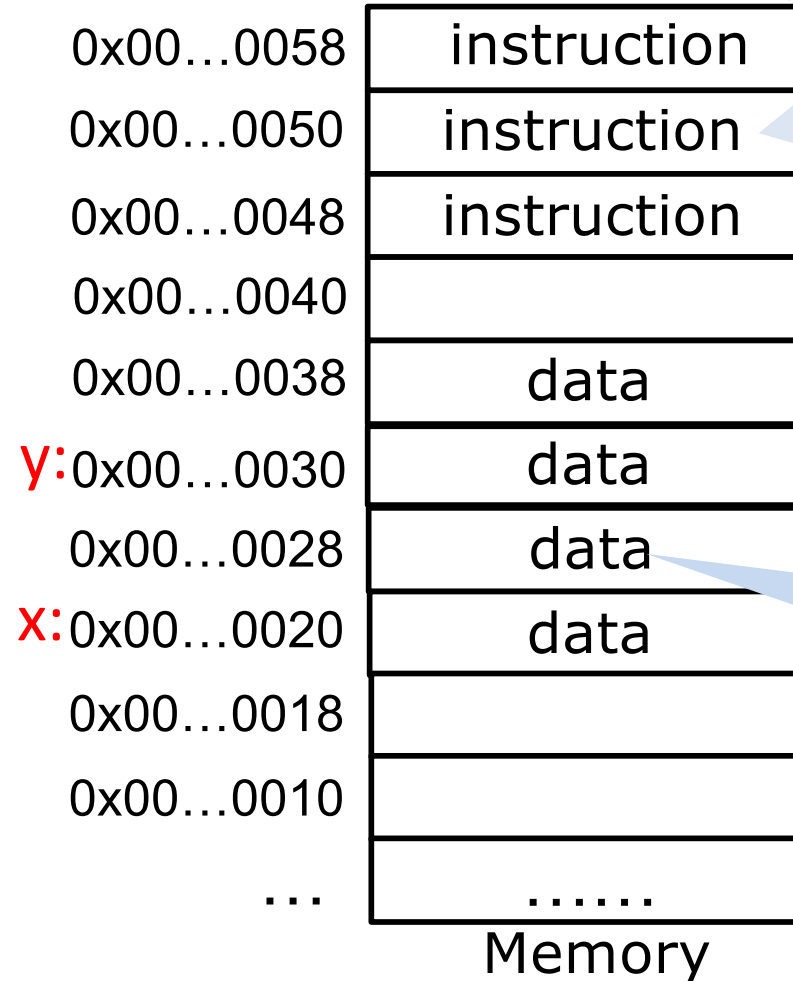 0x00…0058 instruction
0x00…0050 instruction
0x00…0048 instruction
0x00…0040
0x00…0038 data
y: 0x00…0030 data
0x00…0028 data
x: 0x00…0020 data
0x00…0018
0x00…0010
… ……
Memory